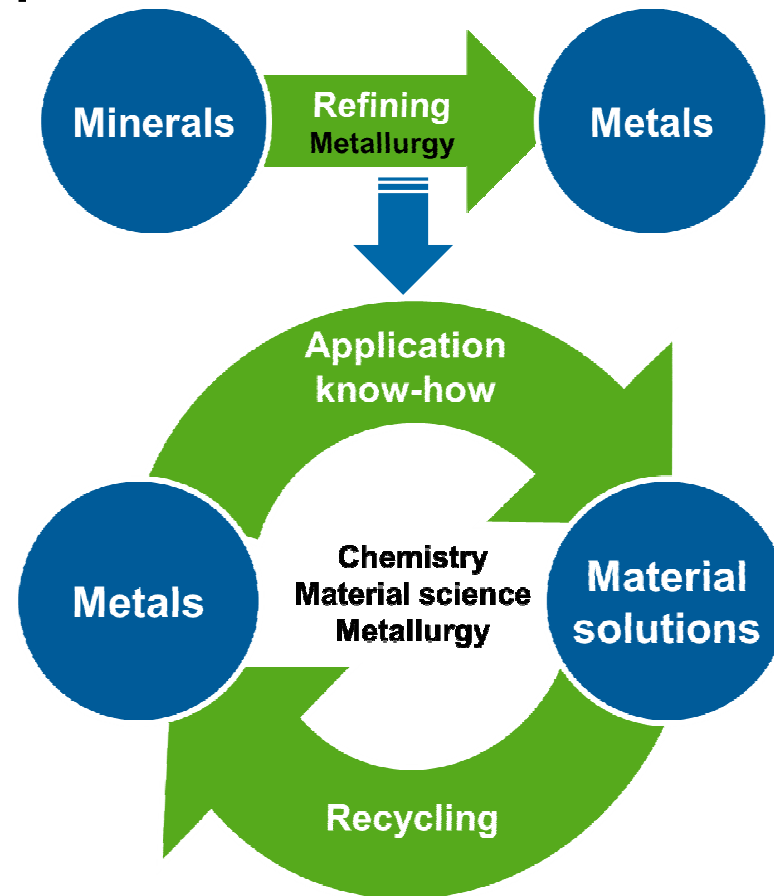 Minerals
Refining
Metallurgy
Metals
Application
know-how
Metals
Chemistry
Material science
Metallurgy
Material
solutions
Recycling